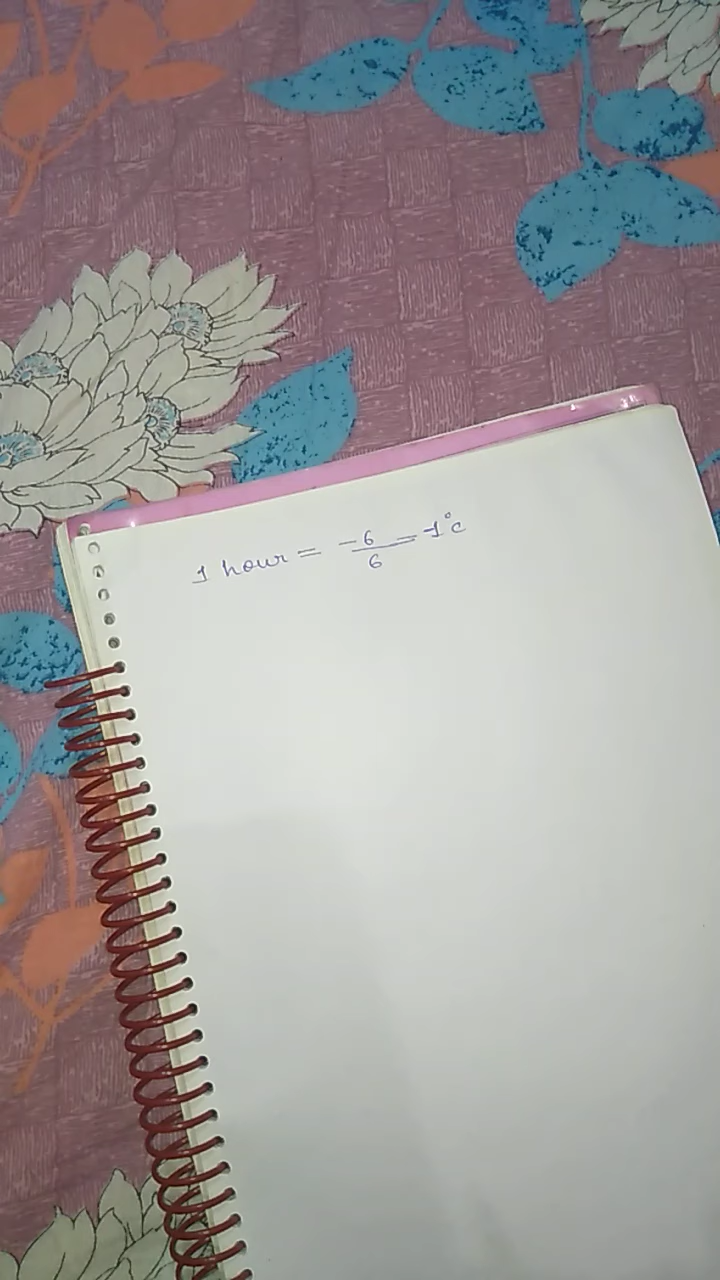 1 hour = -6/6 = -1°c